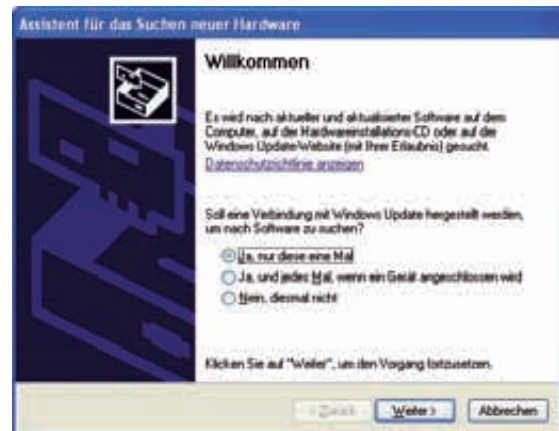 Assistent für das Suchen neuer Hardware
Willkommen
Es wird nach aktueller und aktualisierter Software auf dem
Computer, auf der Hardwareinstallations-CD oder auf der
Windows Update-Website (mit Ihrer Erlaubnis) gesucht.
Datenschutzrichtlinie anzeigen
Soll eine Verbindung mit Windows Update hergestellt werden,
um nach Software zu suchen?
Ja, nur diese eine Mal
Ja, und jedes Mal, wenn ein Gerät angeschlossen wird
Nein, diesmal nicht
Klicken Sie auf "Weiter", um den Vorgang fortzusetzen.
< Zurück Weiter > Abbrechen